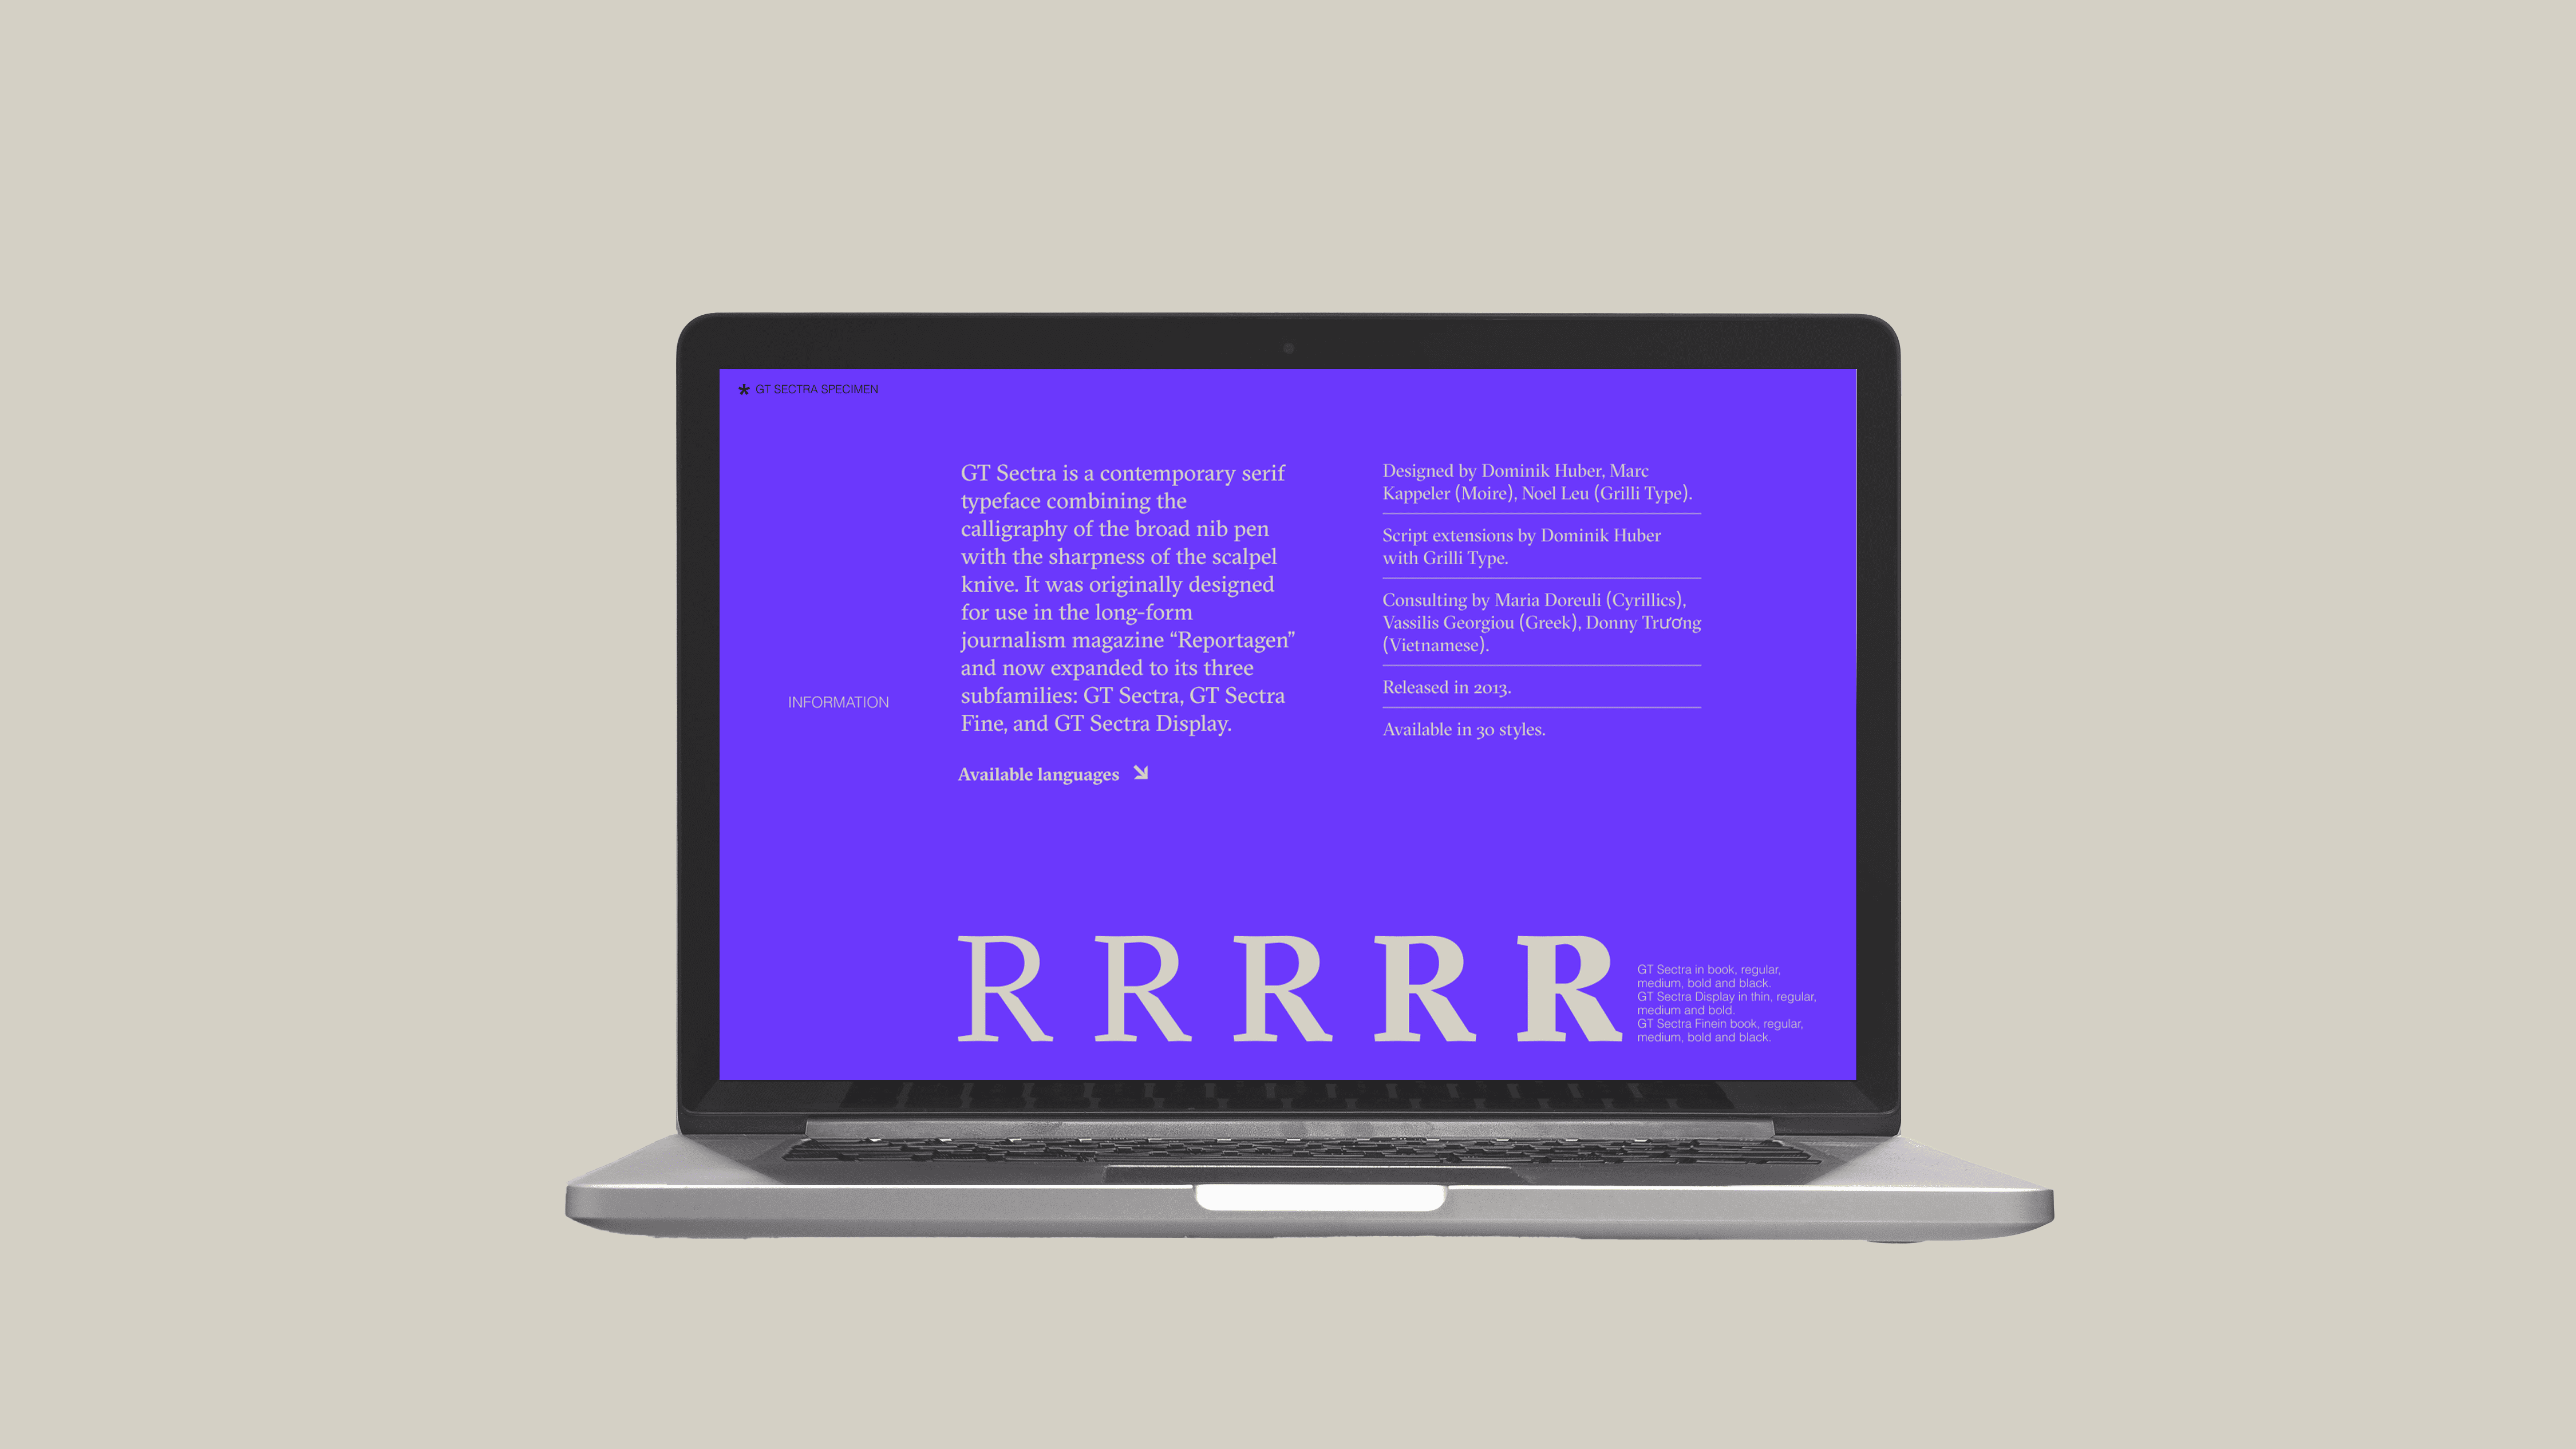 * GT SECTRA SPECIMEN
INFORMATION
GT Sectra is a contemporary serif
typeface combining the
calligraphy of the broad nib pen
with the sharpness of the scalpel
knive. It was originally designed
for use in the long-form
journalism magazine “Reportagen”
and now expanded to its three
subfamilies: GT Sectra, GT Sectra
Fine, and GT Sectra Display.
Available languages ↘
Designed by Dominik Huber, Marc
Kappeler (Moire), Noel Leu (Grilli Type).
Script extensions by Dominik Huber
with Grilli Type.
Consulting by Maria Doreuli (Cyrillics),
Vassilis Georgiou (Greek), Donny Trương
(Vietnamese).
Released in 2013.
Available in 30 styles.
R R R R R
GT Sectra in book, regular,
medium, bold and black.
GT Sectra Display in thin, regular,
medium and bold.
GT Sectra Finein book, regular,
medium, bold and black.